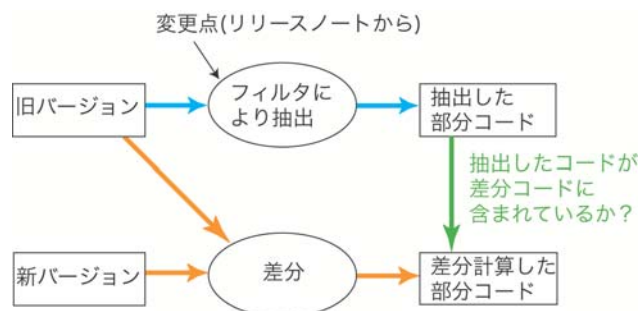 変更点(リリースノートから)
旧バージョン
フィルタに
より抽出
抽出した
部分コード
抽出したコードが
差分コードに
含まれているか？
新バージョン
差分
差分計算した
部分コード